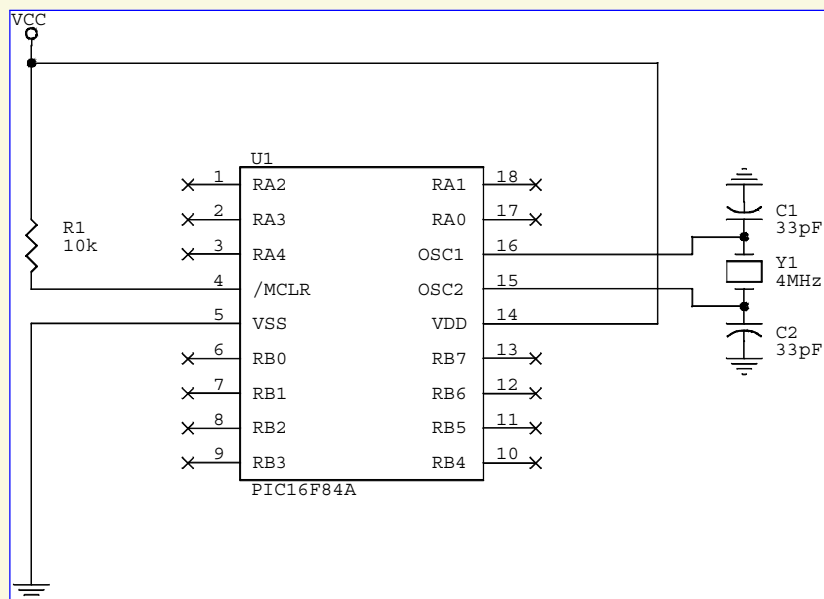 VCC
U1
1 RA2 RA1 18
2 RA3 RA0 17
3 RA4 OSC1 16
4 /MCLR OSC2 15
5 VSS VDD 14
6 RB0 RB7 13
7 RB1 RB6 12
8 RB2 RB5 11
9 RB3 RB4 10
PIC16F84A
R1
10k
C1
33pF
Y1
4MHz
C2
33pF